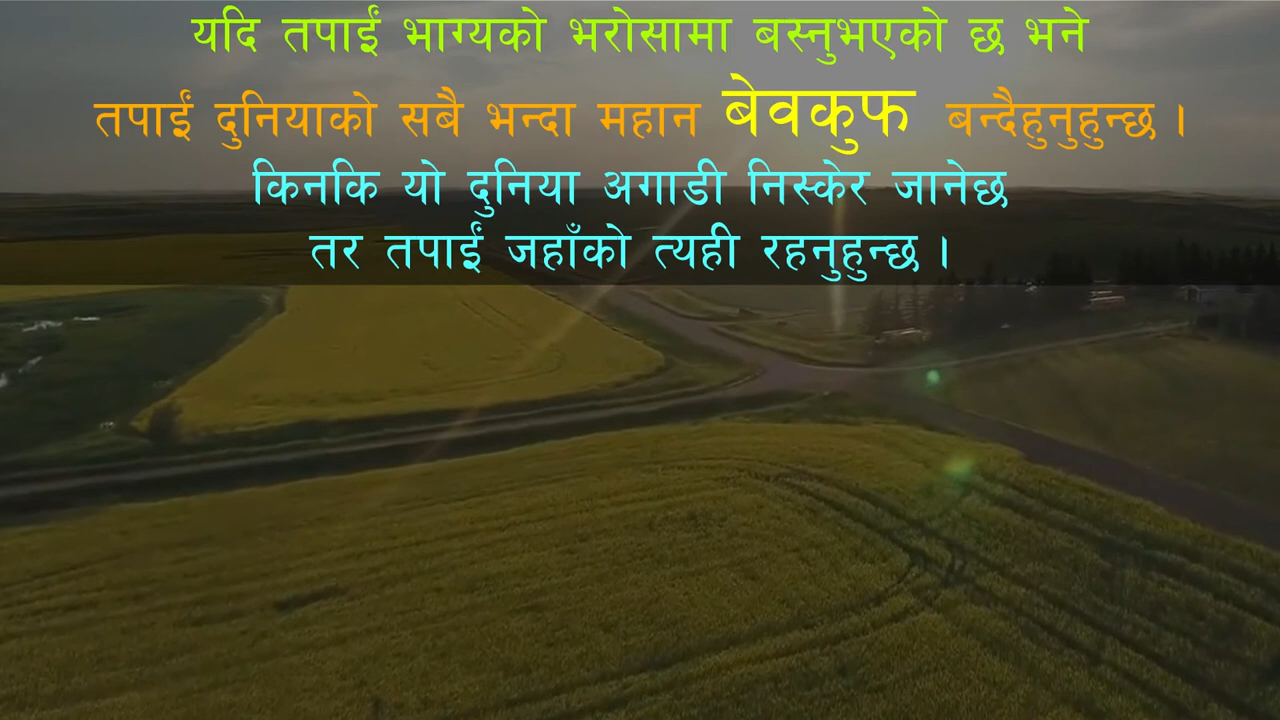 यदि तपाईं भाग्यको भरोसामा बस्नुभएको छ भने
तपाईं दुनियाको सबै भन्दा महान बेवकुफ बन्दैहुनुहुन्छ ।
किनकि यो दुनिया अगाडी निस्केर जानेछ
तर तपाईं जहाँको त्यही रहनुहुन्छ ।